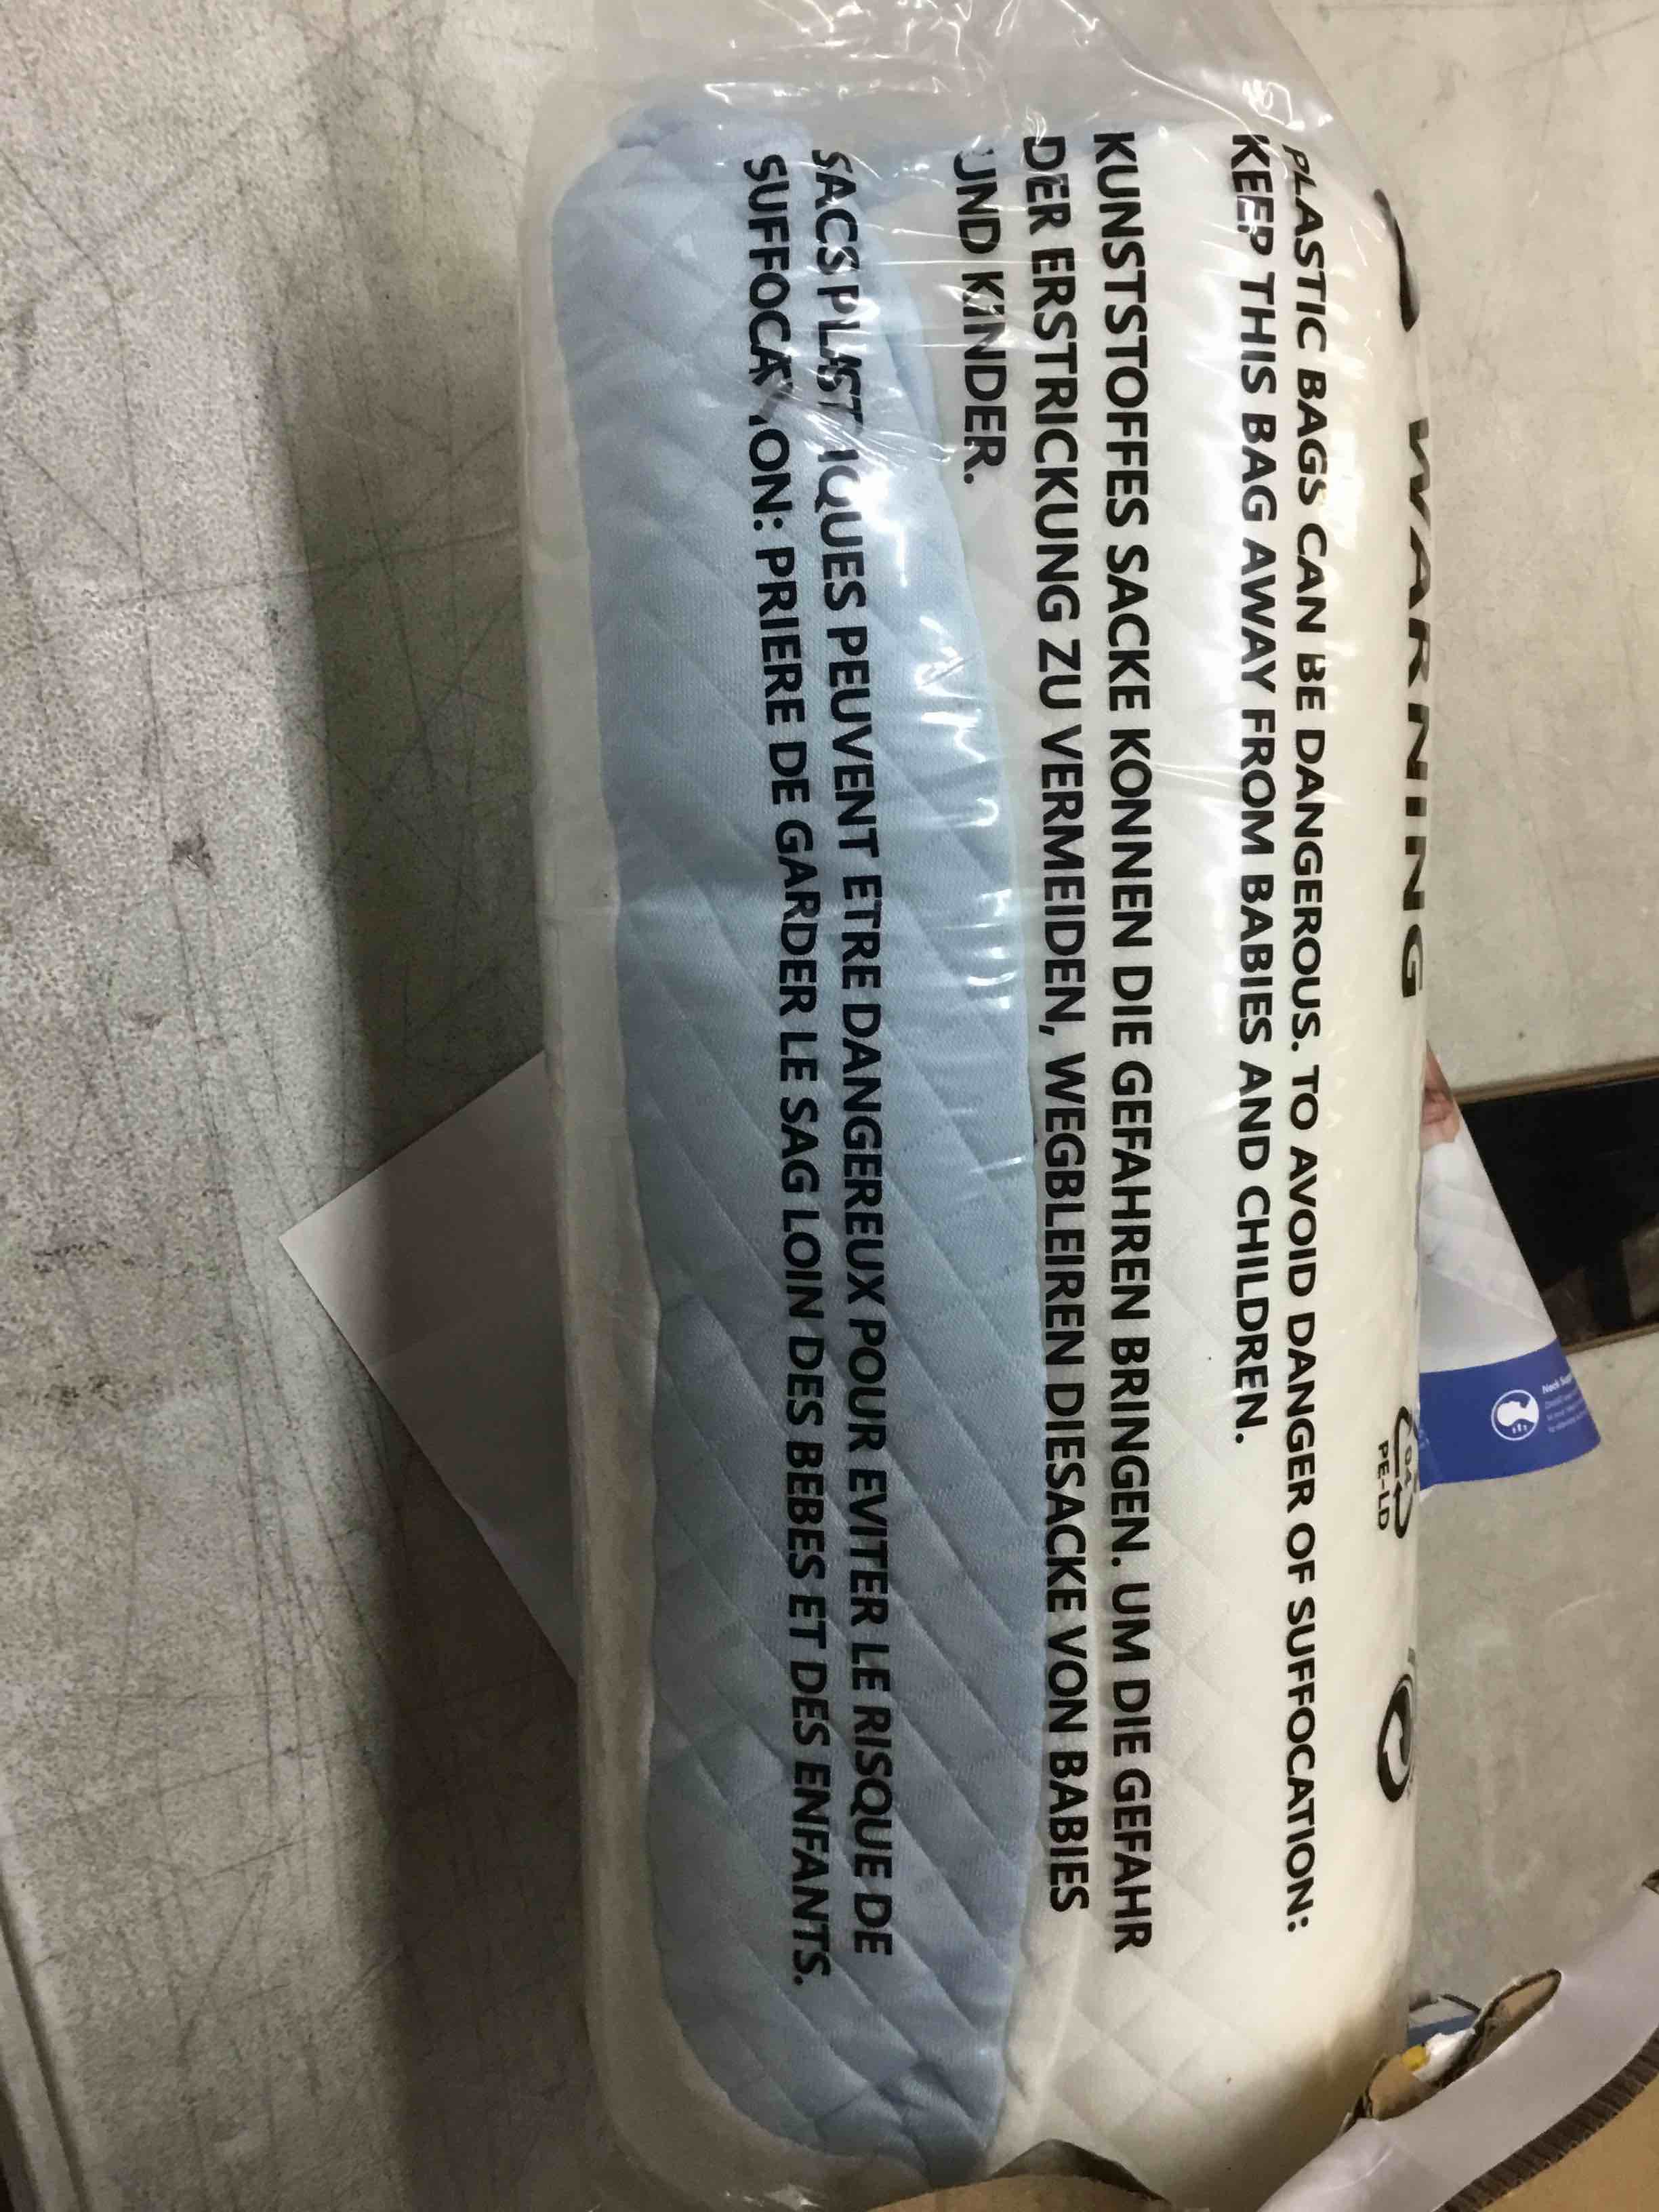 WARNING
PLASTIC BAGS CAN BE DANGEROUS. TO AVOID DANGER OF SUFFOCATION:
KEEP THIS BAG AWAY FROM BABIES AND CHILDREN.
KUNSTSTOFFES SACKE KONNEN DIE GEFAHREN BRINGEN. UM DIE GEFAHR
DER ERSTRICKUNG ZU VERMEIDEN, WEGBLEIREN DIESACKE VON BABIES
UND KINDER.
SACS PLASTIQUES PEUVENT ETRE DANGEREUX POUR EVITER LE RISQUE DE
SUFFOCATION: PRIERE DE GARDER LE SAG LOIN DES BEBES ET DES ENFANTS.
04
PE-LD
Neck